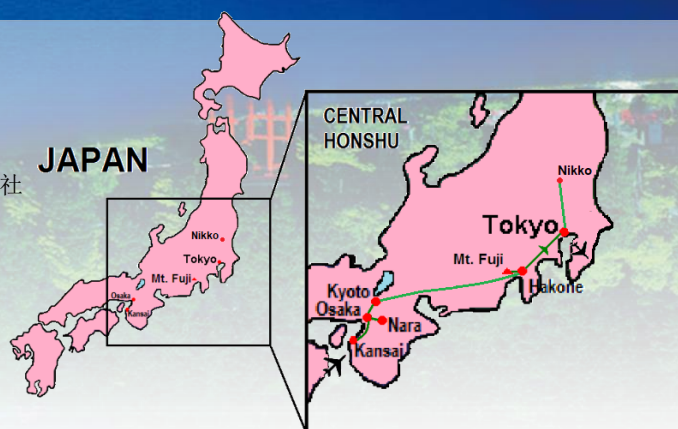 社
JAPAN
Nikko
Tokyo
Mt. Fuji
Osaka
Kansai
CENTRAL
HONSHU
Nikko
Tokyo
Mt. Fuji
Hakone
Kyoto
Osaka
Nara
Kansai